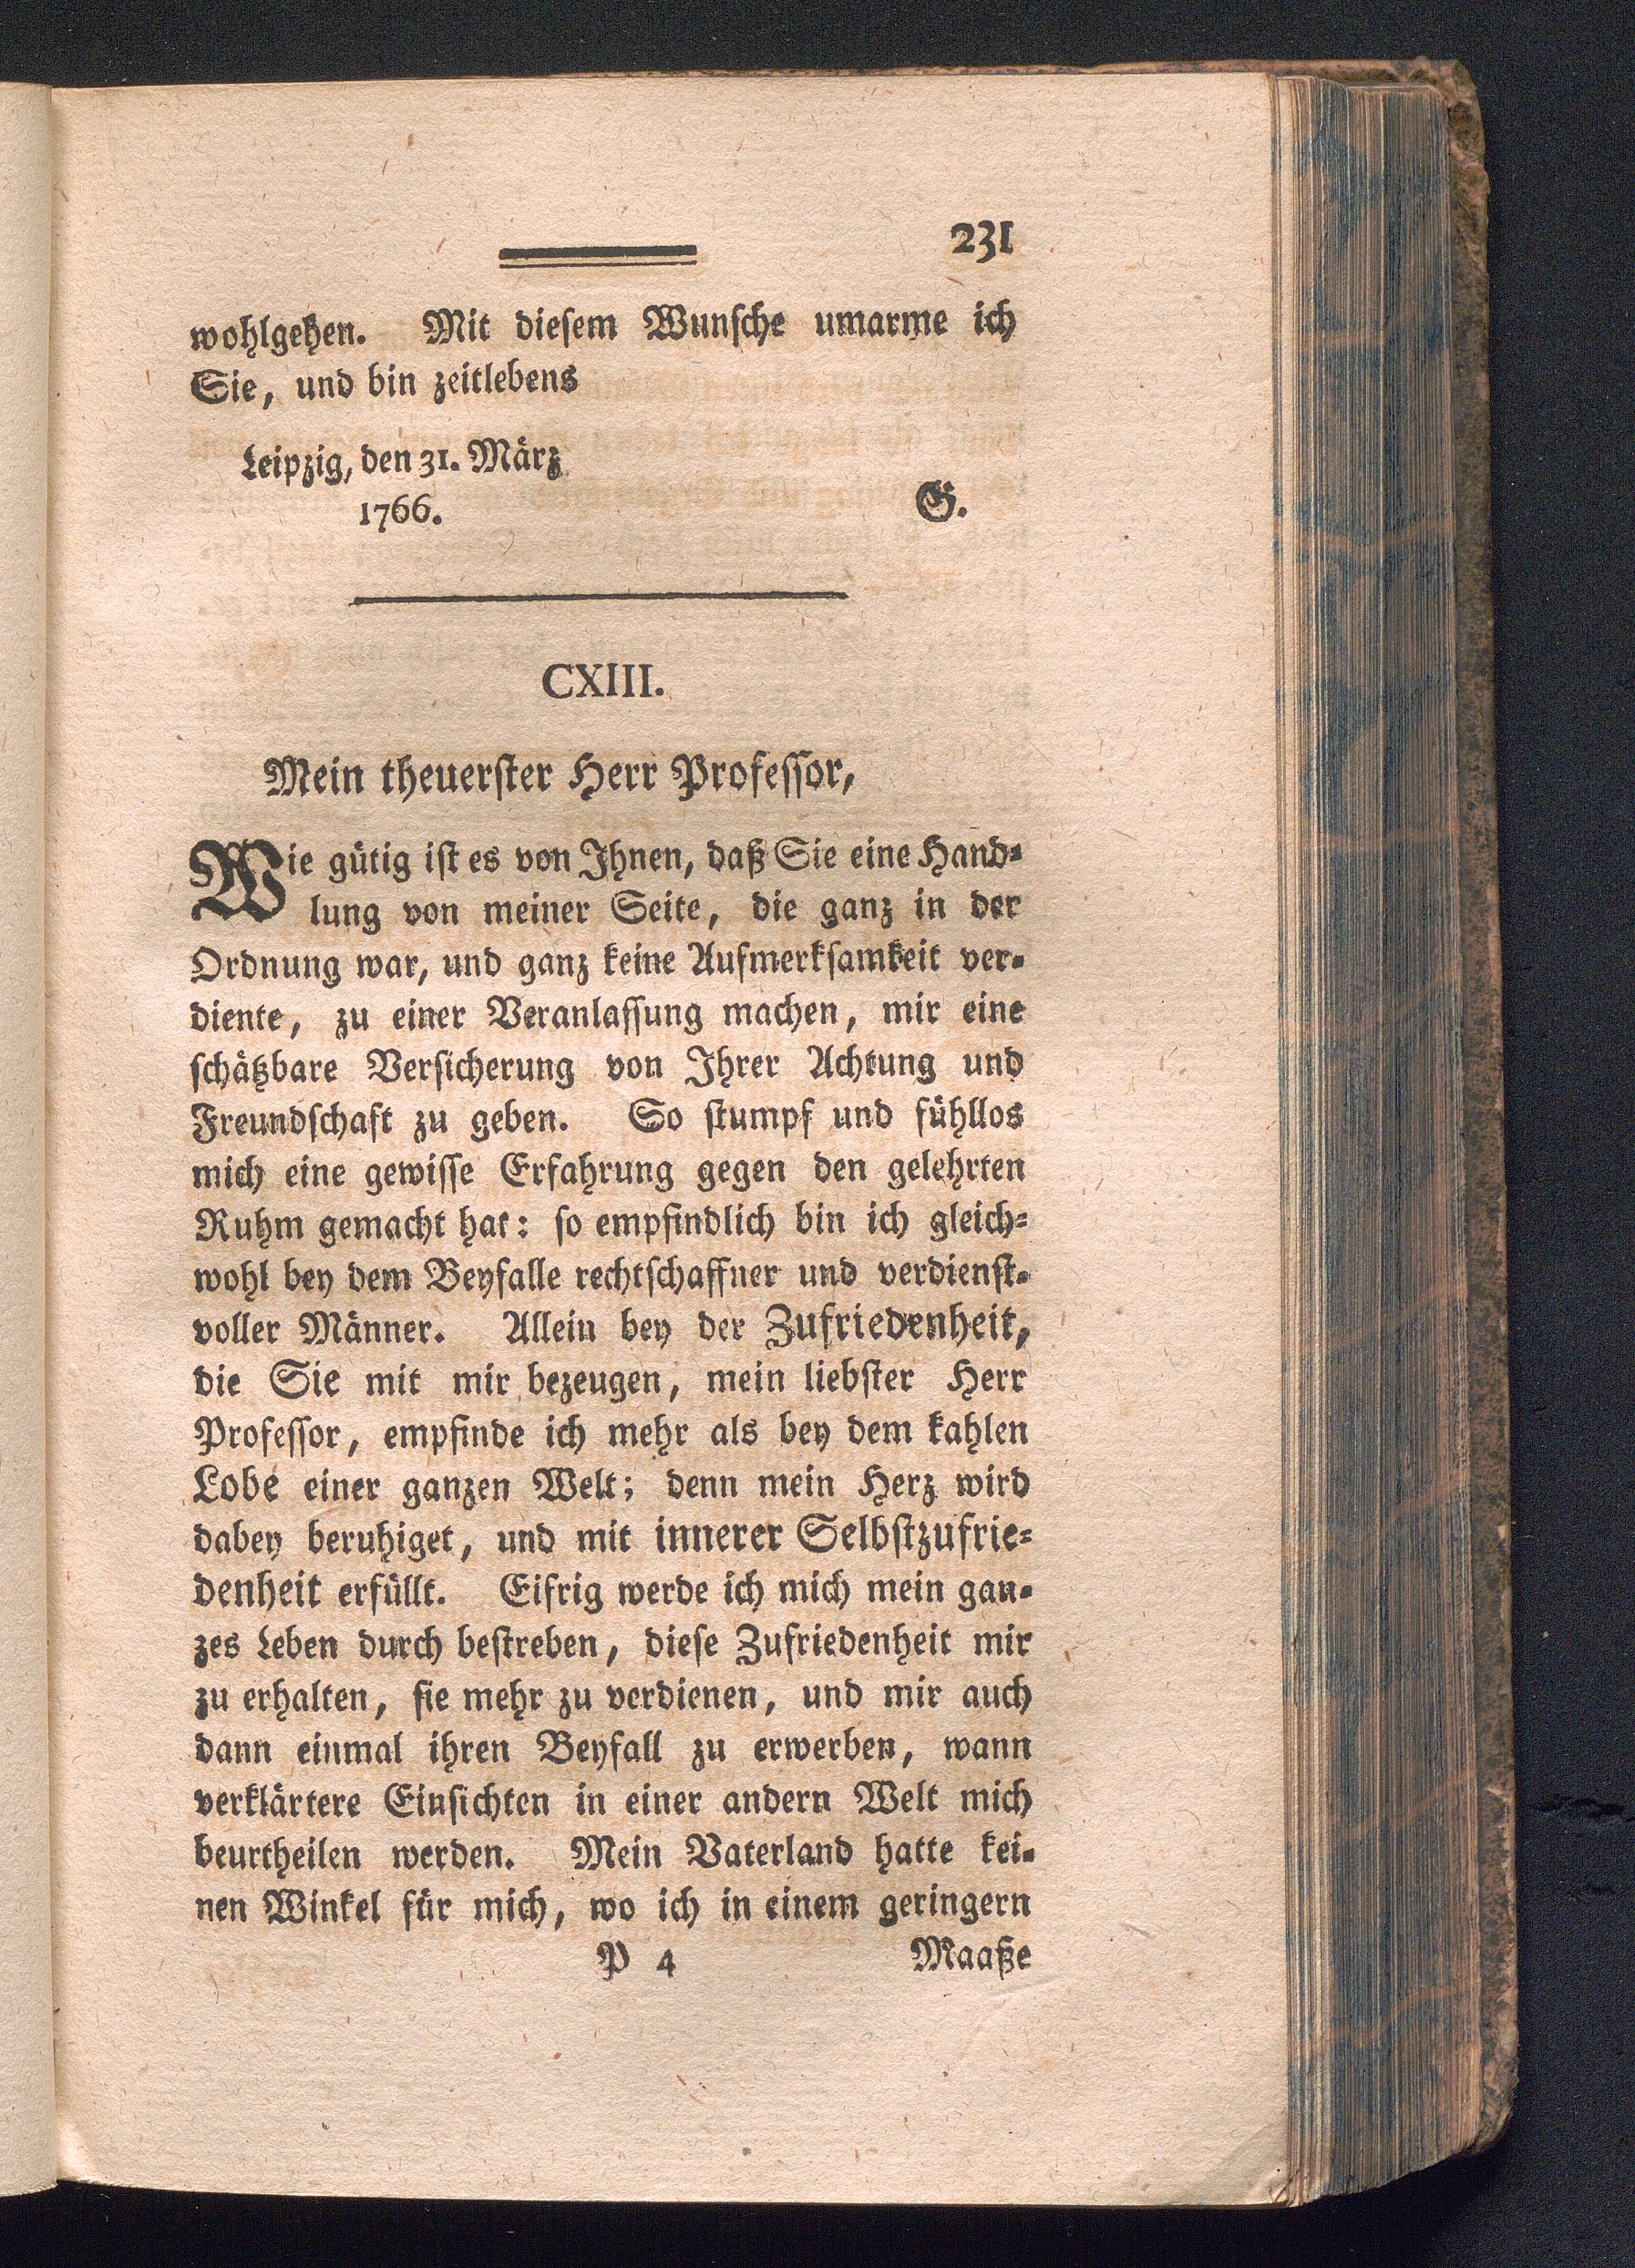 231
wohlgehen. Mit dieſem Wunſche umarme ich
Sie, und bin zeitlebens
Leipzig, den 31. März
1766.
G.
CXIII.
Mein theuerſter Herr Profeſſor,
Wie gütig iſt es von Ihnen, daß Sie eine Hand⸗
lung von meiner Seite, die ganz in der
Ordnung war, und ganz keine Aufmerkſamkeit ver⸗
diente, zu einer Veranlaſſung machen, mir eine
ſchätzbare Verſicherung von Ihrer Achtung und
Freundſchaft zu geben. So ſtumpf und fühllos
mich eine gewiſſe Erfahrung gegen den gelehrten
Ruhm gemacht hat: ſo empfindlich bin ich gleich⸗
wohl bey dem Beyfalle rechtſchaffner und verdienſt⸗
voller Männer. Allein bey der Zufriedenheit,
die Sie mit mir bezeugen, mein liebſter Herr
Profeſſor, empfinde ich mehr als bey dem kahlen
Lobe einer ganzen Welt; denn mein Herz wird
dabey beruhiget, und mit innerer Selbſtzufrie⸗
denheit erfüllt. Eifrig werde ich mich mein gan⸗
zes Leben durch beſtreben, dieſe Zufriedenheit mir
zu erhalten, ſie mehr zu verdienen, und mir auch
dann einmal ihren Beyfall zu erwerben, wann
verklärtere Einſichten in einer andern Welt mich
beurtheilen werden. Mein Vaterland hatte kei⸗
nen Winkel für mich, wo ich in einem geringern
P 4 Maaße